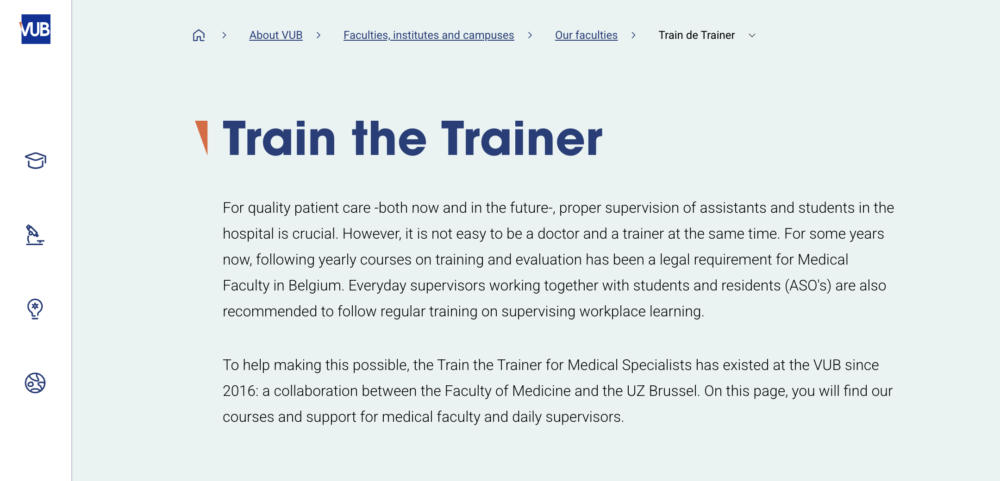 VUB
About VUB Faculties, institutes and campuses Our faculties Train de Trainer
Train the Trainer
For quality patient care -both now and in the future-, proper supervision of assistants and students in the
hospital is crucial. However, it is not easy to be a doctor and a trainer at the same time. For some years
now, following yearly courses on training and evaluation has been a legal requirement for Medical
Faculty in Belgium. Everyday supervisors working together with students and residents (ASO's) are also
recommended to follow regular training on supervising workplace learning.
To help making this possible, the Train the Trainer for Medical Specialists has existed at the VUB since
2016: a collaboration between the Faculty of Medicine and the UZ Brussel. On this page, you will find our
courses and support for medical faculty and daily supervisors.